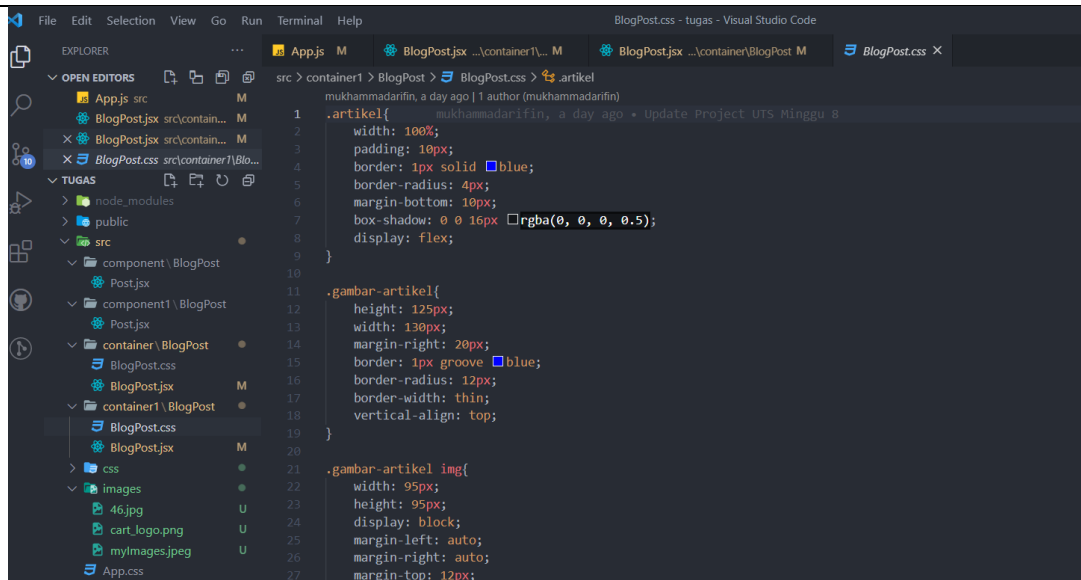 File Edit Selection View Go Run Terminal Help
BlogPost.css - tugas - Visual Studio Code
EXPLORER
App.js M
BlogPost.jsx ...\container1\... M
BlogPost.jsx ...\container\BlogPost M
BlogPost.css
OPEN EDITORS
App.js src M
BlogPost.jsx src\contain... M
BlogPost.jsx src\contain... M
BlogPost.css src\container1\Blo...
10
TUGAS
node_modules
public
src
component\BlogPost
Post.jsx
component1\BlogPost
Post.jsx
container\BlogPost
BlogPost.css
BlogPost.jsx M
container1\BlogPost
BlogPost.css
BlogPost.jsx M
css
images
46.jpg U
cart_logo.png U
myImages.jpeg U
App.css
src > container1 > BlogPost > BlogPost.css > .artikel
mukhammadarifin, a day ago | 1 author (mukhammadarifin)
1 .artikel{ mukhammadarifin, a day ago • Update Project UTS Minggu 8
2 width: 100%;
3 padding: 10px;
4 border: 1px solid blue;
5 border-radius: 4px;
6 margin-bottom: 10px;
7 box-shadow: 0 0 16px rgba(0, 0, 0, 0.5);
8 display: flex;
9 }
10
11 .gambar-artikel{
12 height: 125px;
13 width: 130px;
14 margin-right: 20px;
15 border: 1px groove blue;
16 border-radius: 12px;
17 border-width: thin;
18 vertical-align: top;
19 }
20
21 .gambar-artikel img{
22 width: 95px;
23 height: 95px;
24 display: block;
25 margin-left: auto;
26 margin-right: auto;
27 margin-top: 12px;